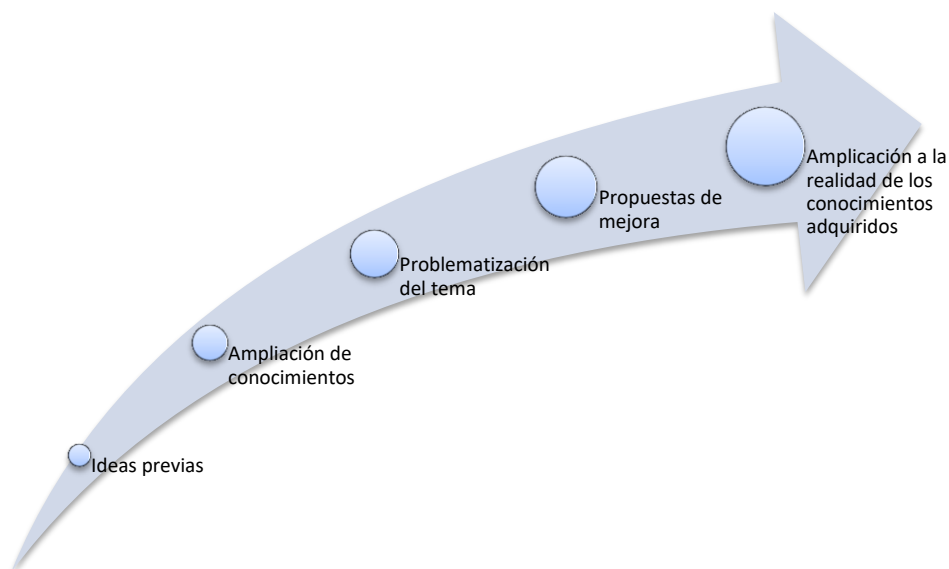 Ideas previas
Ampliación de
conocimientos
Problematización
del tema
Propuestas de
mejora
Amplicación a la
realidad de los
conocimientos
adquiridos